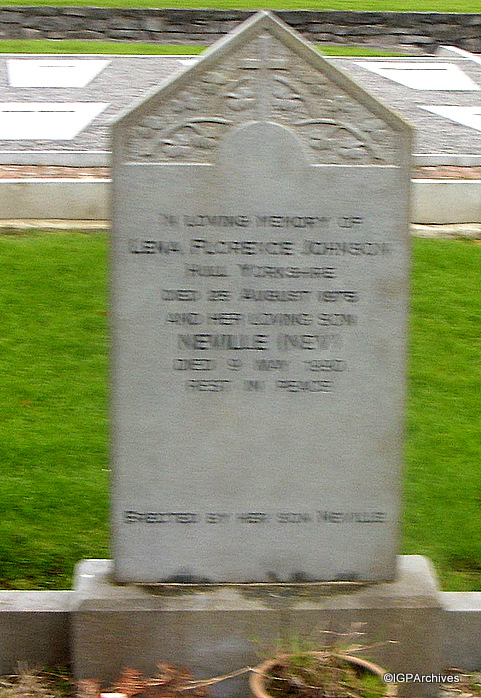 IN LOVING MEMORY OF
LENA FLORENCE JOHNSON
HULL YORKSHIRE
DIED 25 AUGUST 1975
AND HER LOVING SON
NEVILLE (NEV)
DIED 9 MAY 1990
REST IN PEACE
ERECTED BY HER SON NEVILLE
©IGPArchives